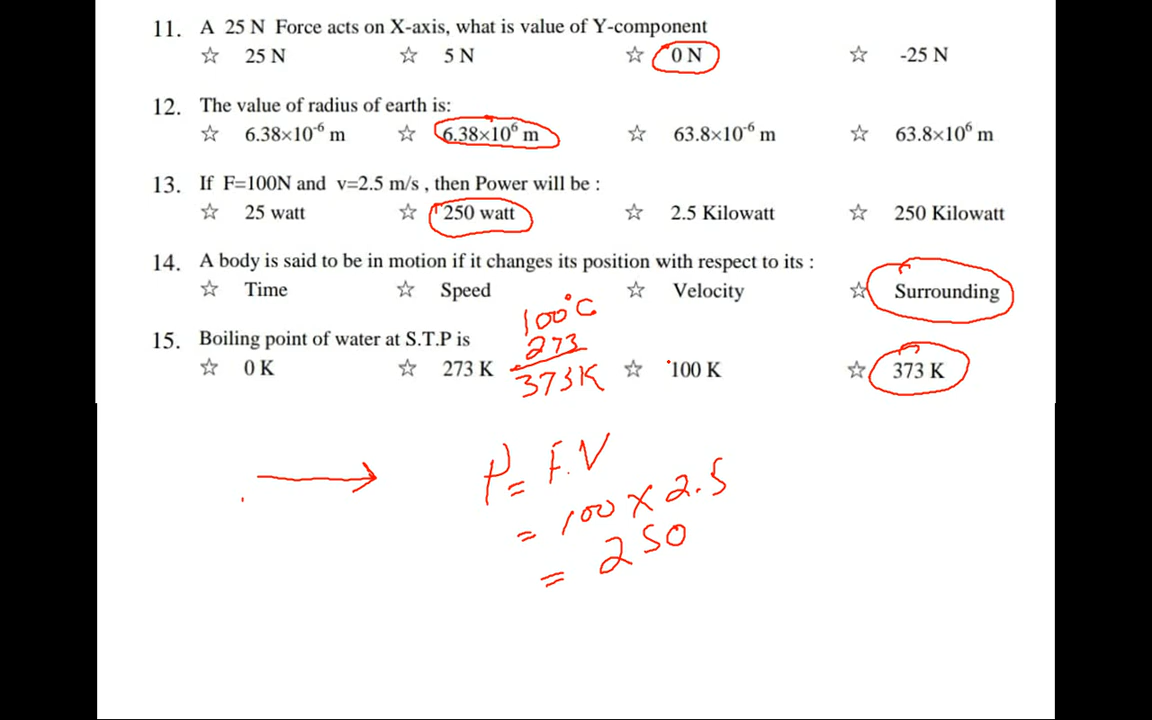 11. A 25 N Force acts on X-axis, what is value of Y-component
☆ 25 N ☆ 5 N ☆ 0 N ☆ -25 N
12. The value of radius of earth is:
☆ 6.38×10⁻⁶ m ☆ 6.38×10⁶ m ☆ 63.8×10⁻⁶ m ☆ 63.8×10⁶ m
13. If F=100N and v=2.5 m/s , then Power will be :
☆ 25 watt ☆ 250 watt ☆ 2.5 Kilowatt ☆ 250 Kilowatt
14. A body is said to be in motion if it changes its position with respect to its :
☆ Time ☆ Speed ☆ Velocity ☆ Surrounding
100°C
15. Boiling point of water at S.T.P is
273
☆ 0 K ☆ 273 K ☆ 100 K ☆ 373 K
373K
P = F.V
= 100 × 2.5
= 250